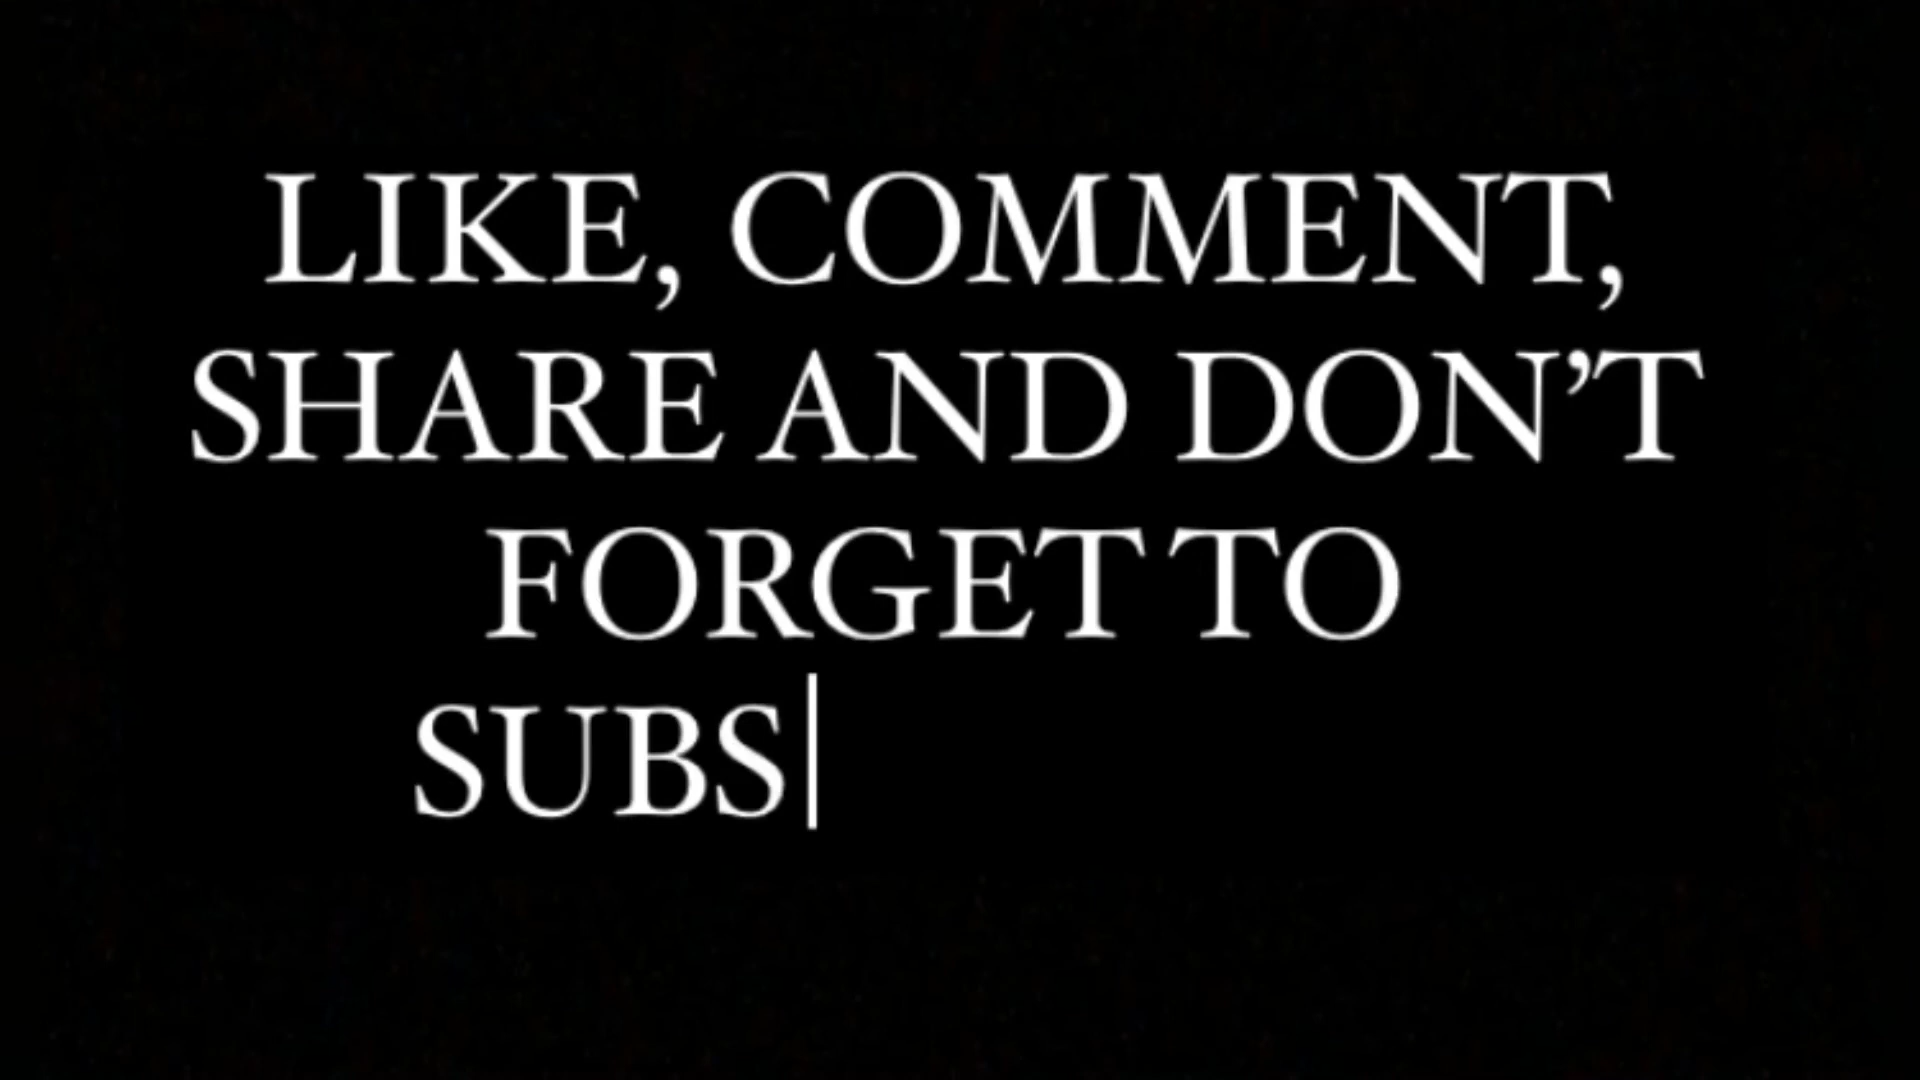 LIKE, COMMENT,
SHARE AND DON’T
FORGET TO
SUBS|